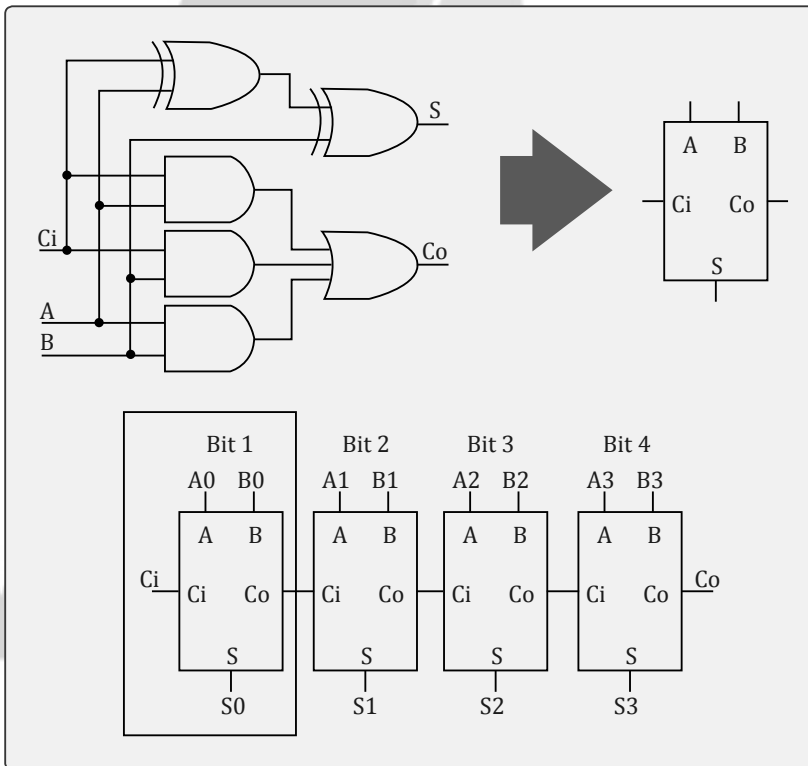 S
A B
Ci Co
Ci
Co
S
A
B
Bit 1 Bit 2 Bit 3 Bit 4
A0 B0 A1 B1 A2 B2 A3 B3
A B A B A B A B
Ci Ci Co Ci Co Ci Co Ci Co Co
S S S S
S0 S1 S2 S3